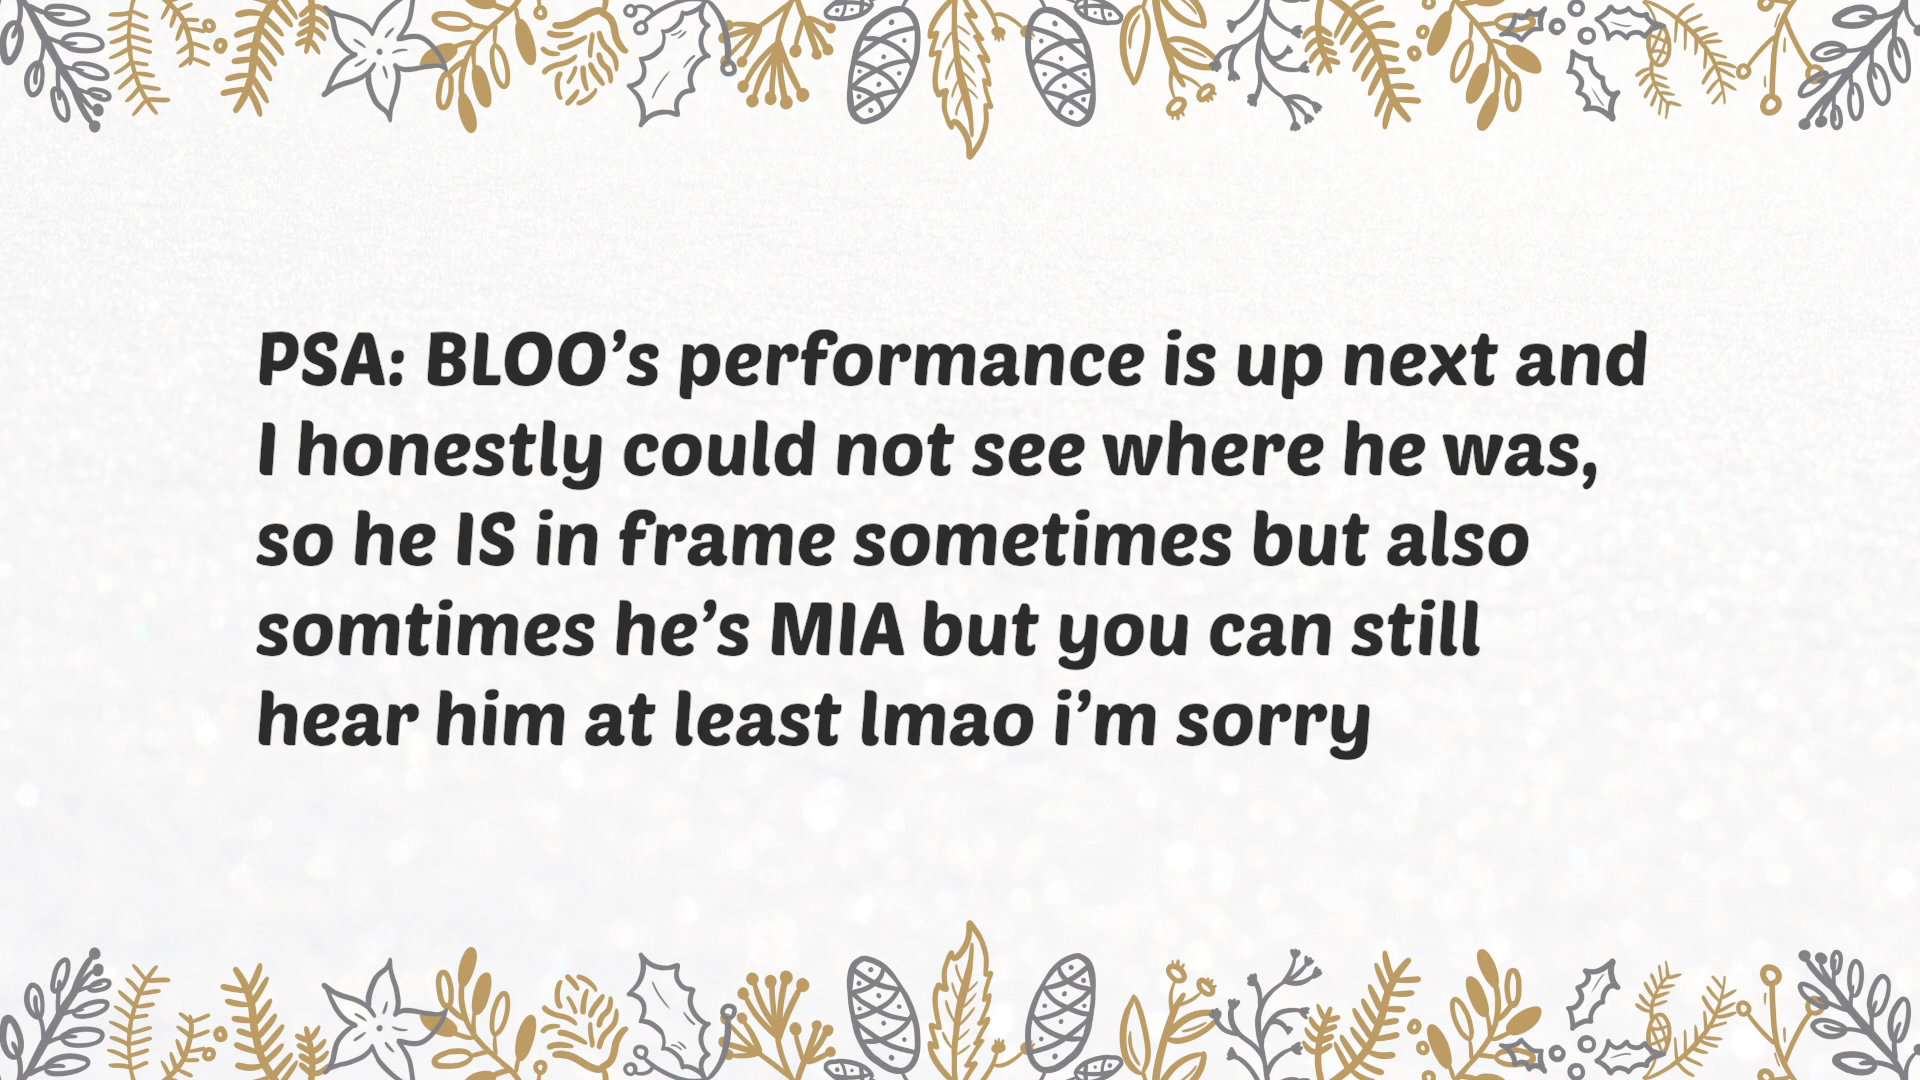 PSA: BLOO’s performance is up next and
I honestly could not see where he was,
so he IS in frame sometimes but also
somtimes he’s MIA but you can still
hear him at least lmao i’m sorry